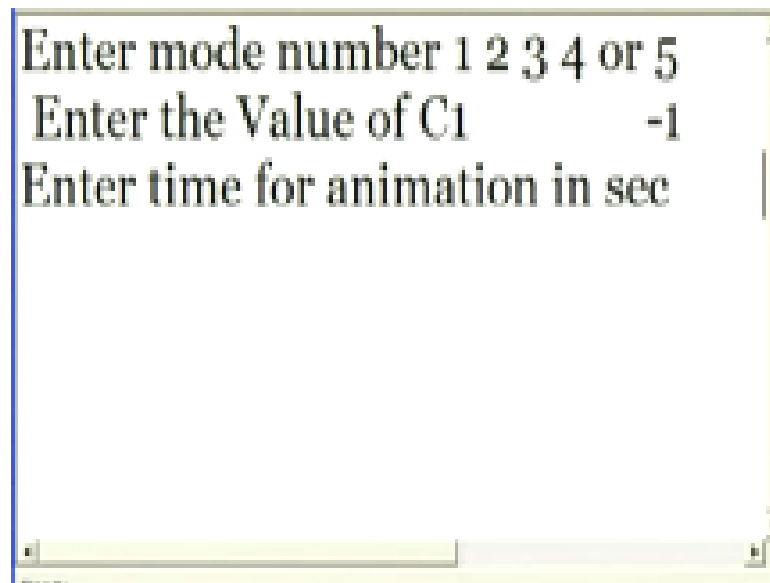 Enter mode number 1 2 3 4 or 5
Enter the Value of C1 -1
Enter time for animation in sec